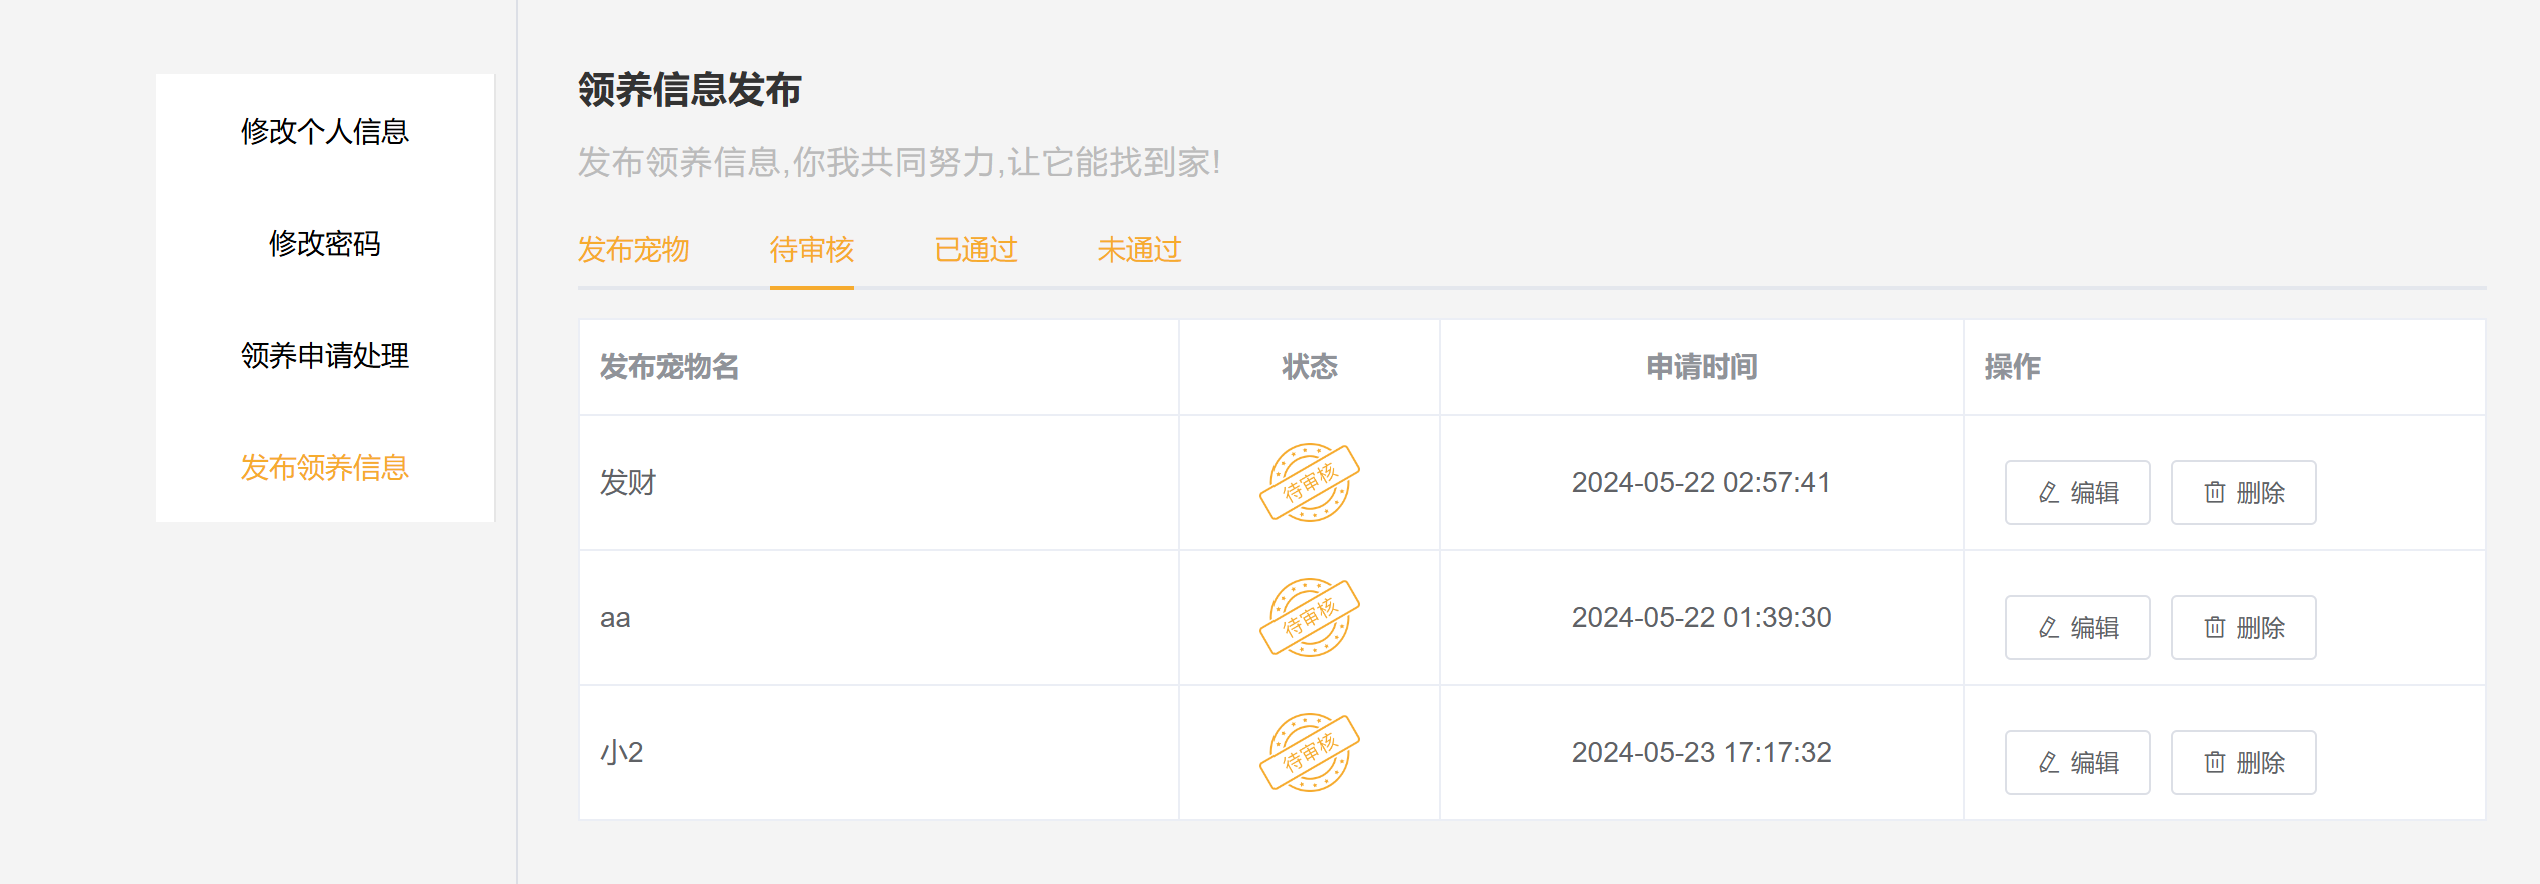 修改个人信息
修改密码
领养申请处理
发布领养信息
领养信息发布
发布领养信息,你我共同努力,让它能找到家!
发布宠物 待审核 已通过 未通过
发布宠物名 状态 申请时间 操作
发财 待审核 2024-05-22 02:57:41 编辑 删除
aa 待审核 2024-05-22 01:39:30 编辑 删除
小2 待审核 2024-05-23 17:17:32 编辑 删除